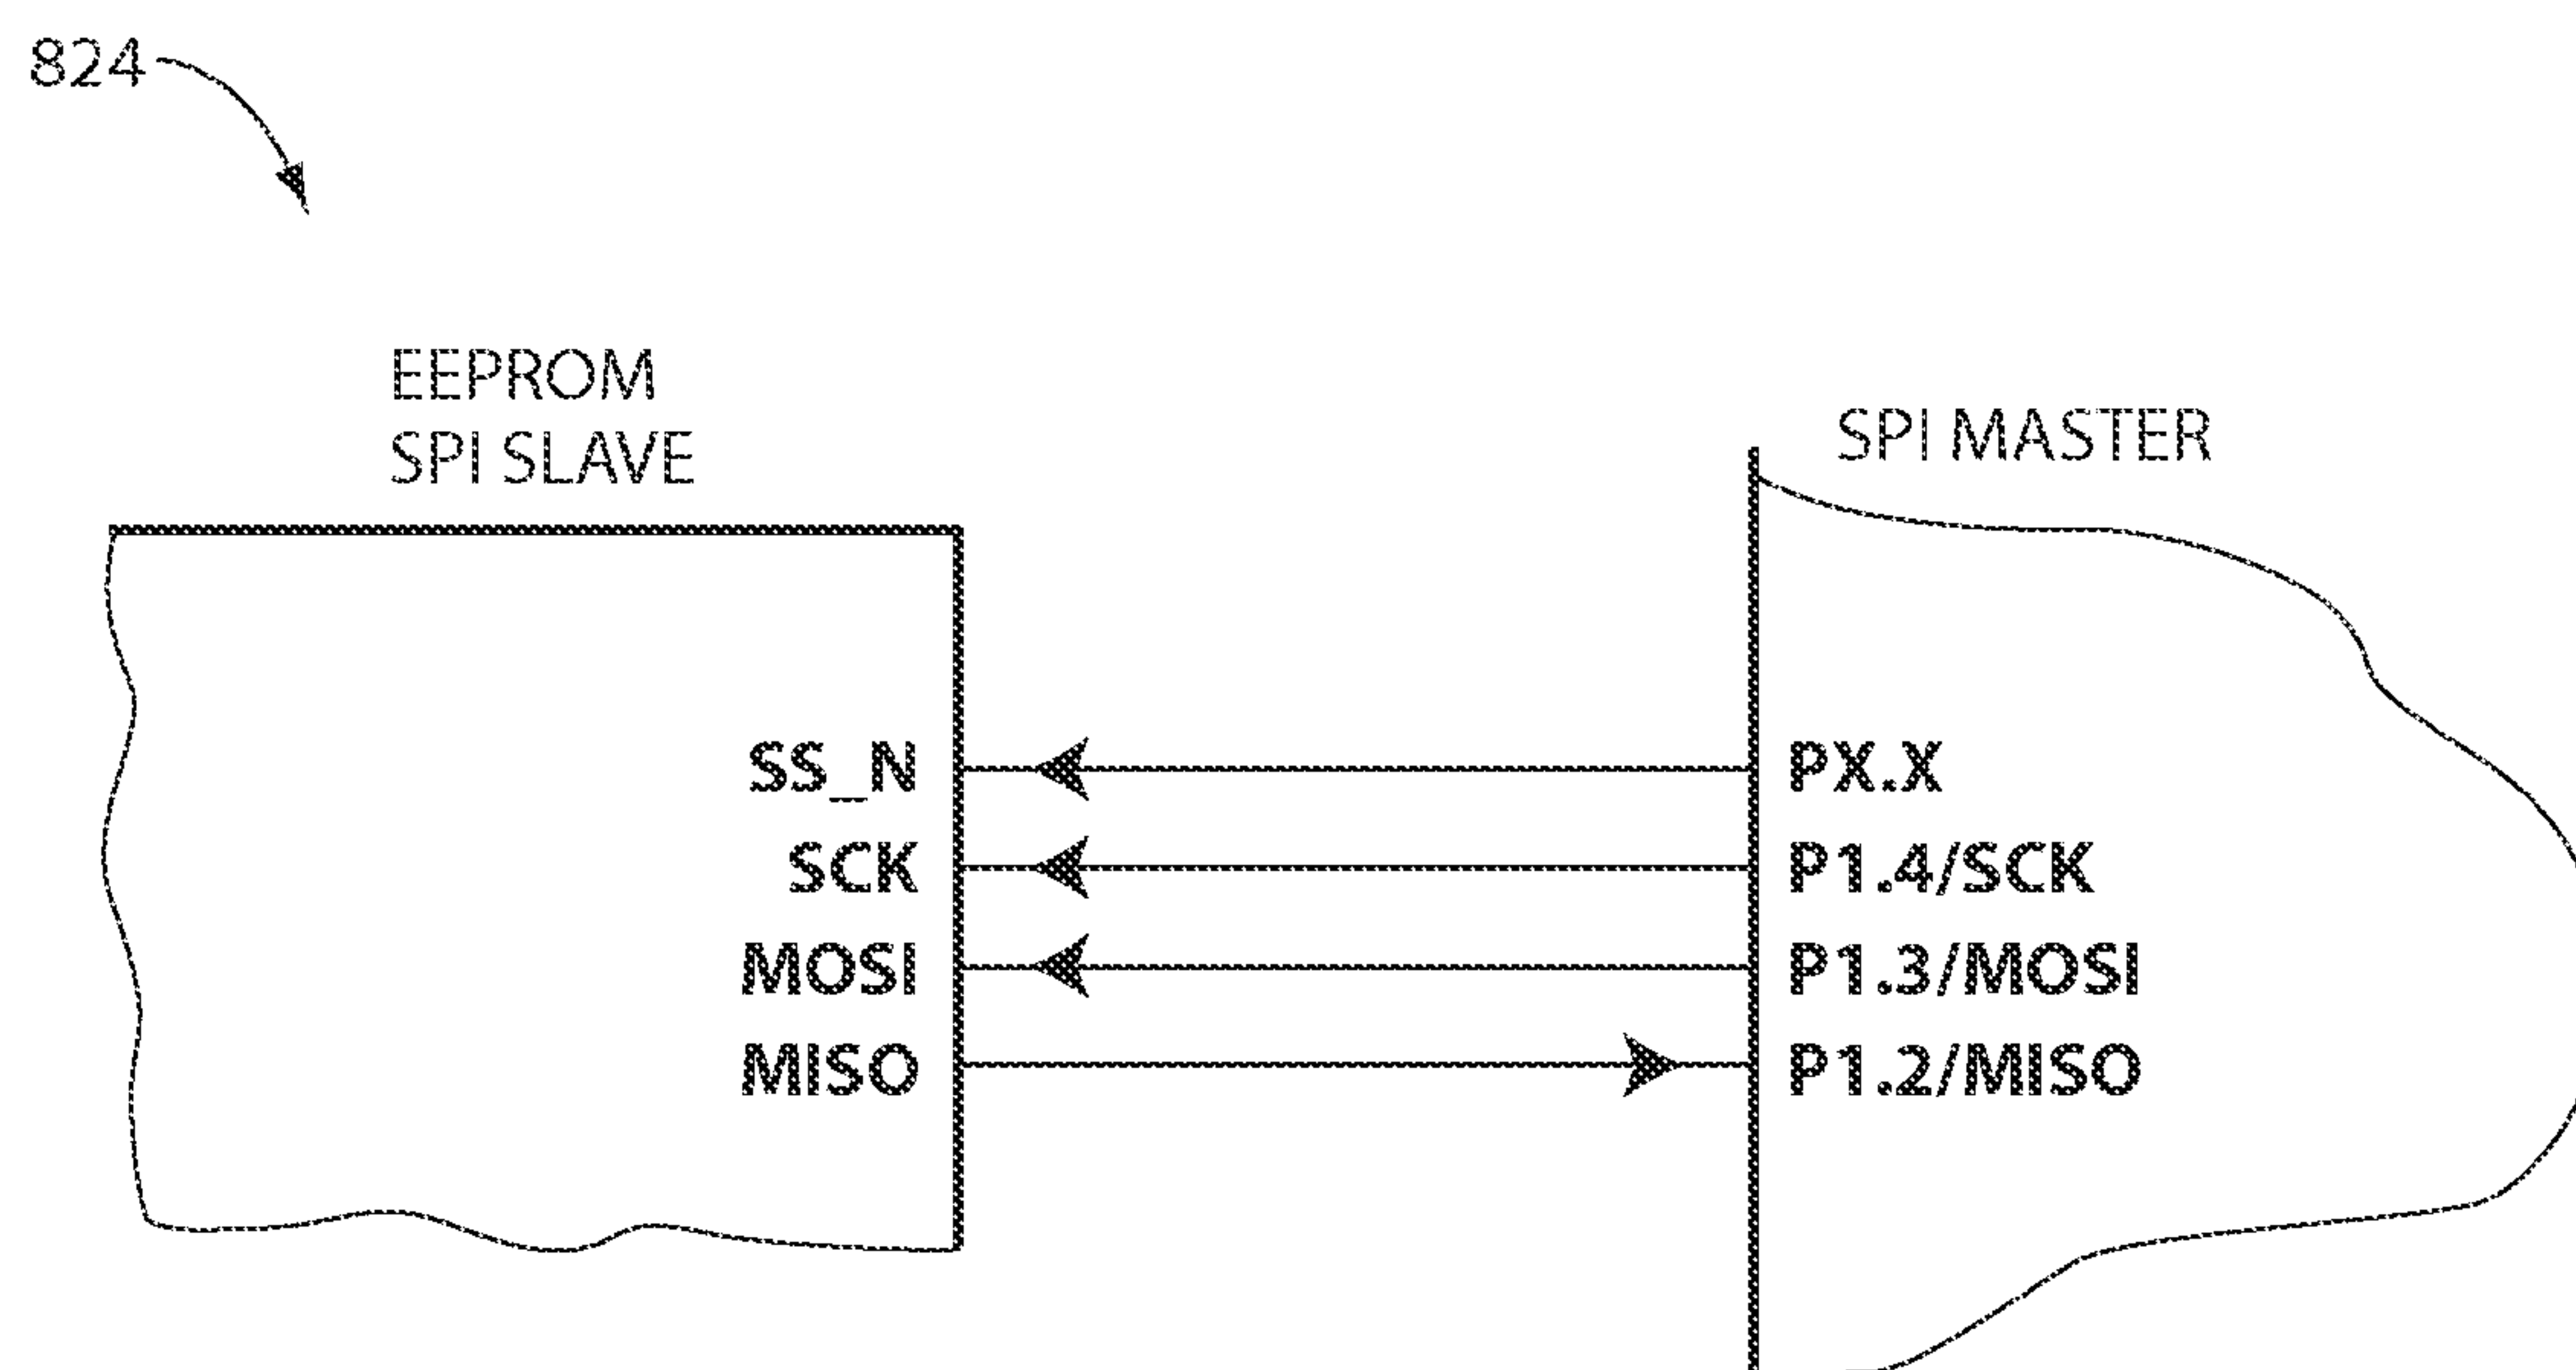 824
EEPROM
SPI SLAVE
SPI MASTER
SS_N
SCK
MOSI
MISO
PX.X
P1.4/SCK
P1.3/MOSI
P1.2/MISO